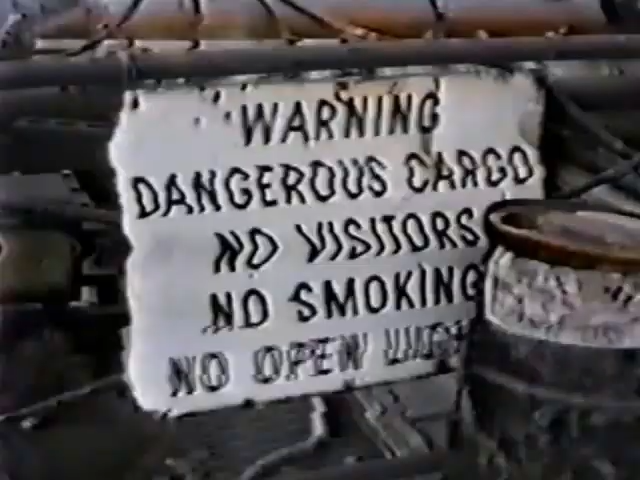 WARNING
DANGEROUS CARGO
NO VISITORS
NO SMOKING
NO OPEN